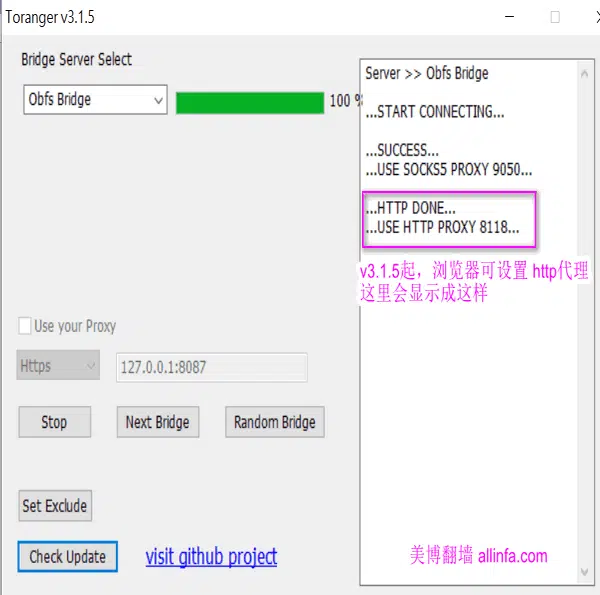 Toranger v3.1.5
Bridge Server Select
Obfs Bridge
100 %
Server >> Obfs Bridge
...START CONNECTING...
...SUCCESS...
...USE SOCKS5 PROXY 9050...
...HTTP DONE...
...USE HTTP PROXY 8118...
v3.1.5起，浏览器可设置 http代理
这里会显示成这样
Use your Proxy
Https
127.0.0.1:8087
Stop
Next Bridge
Random Bridge
Set Exclude
Check Update
visit github project
美博翻墙 allinfa.com